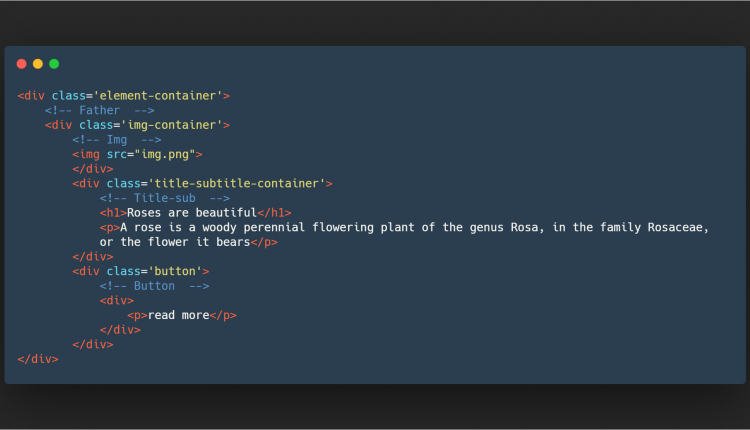 <div class='element-container'>
<!-- Father  -->
<div class='img-container'>
<!-- Img  -->
<img src="img.png">
</div>
<div class='title-subtitle-container'>
<!-- Title-sub  -->
<h1>Roses are beautiful</h1>
<p>A rose is a woody perennial flowering plant of the genus Rosa, in the family Rosaceae,
or the flower it bears</p>
</div>
<div class='button'>
<!-- Button  -->
<div>
<p>read more</p>
</div>
</div>
</div>